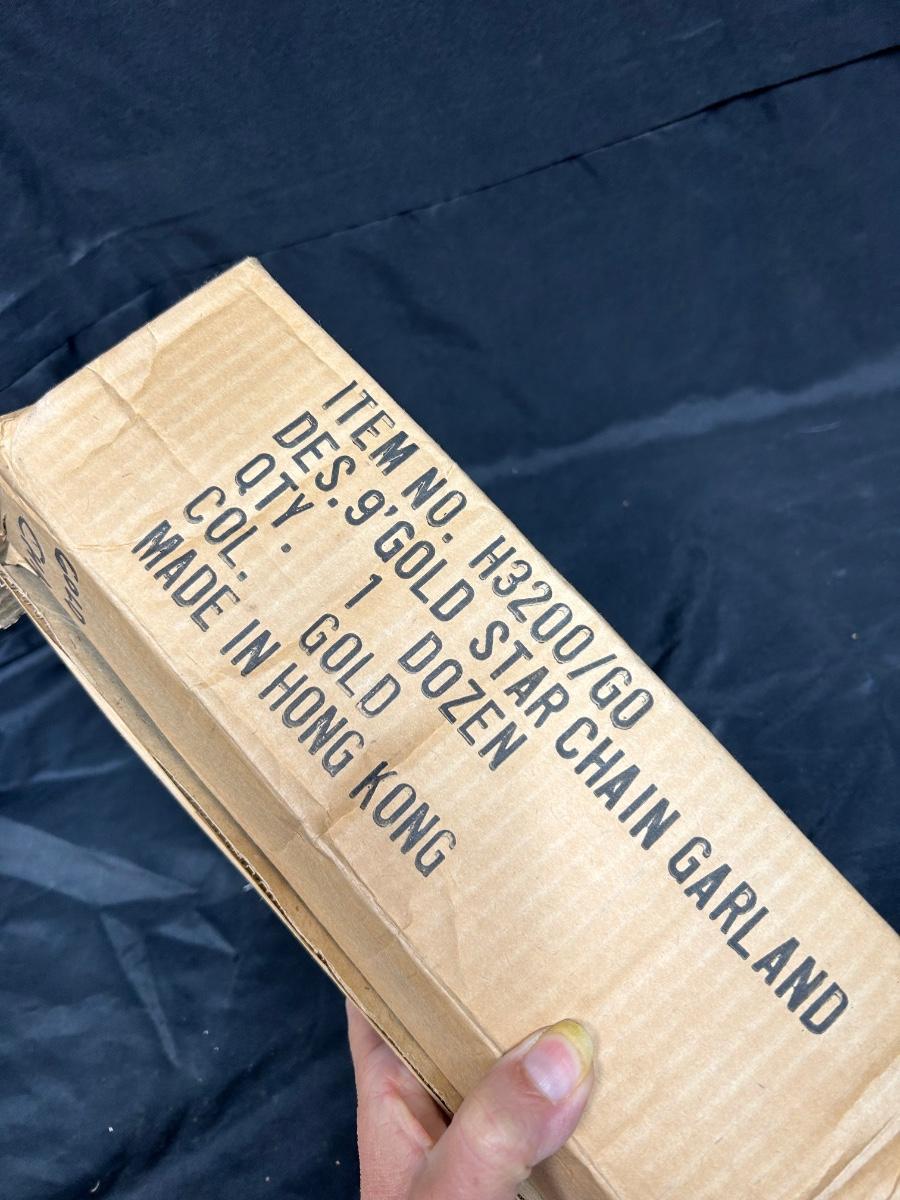 ITEM NO. H3200/GO
DES. 9' GOLD STAR CHAIN GARLAND
QTY. 1 DOZEN
COL. GOLD
MADE IN HONG KONG